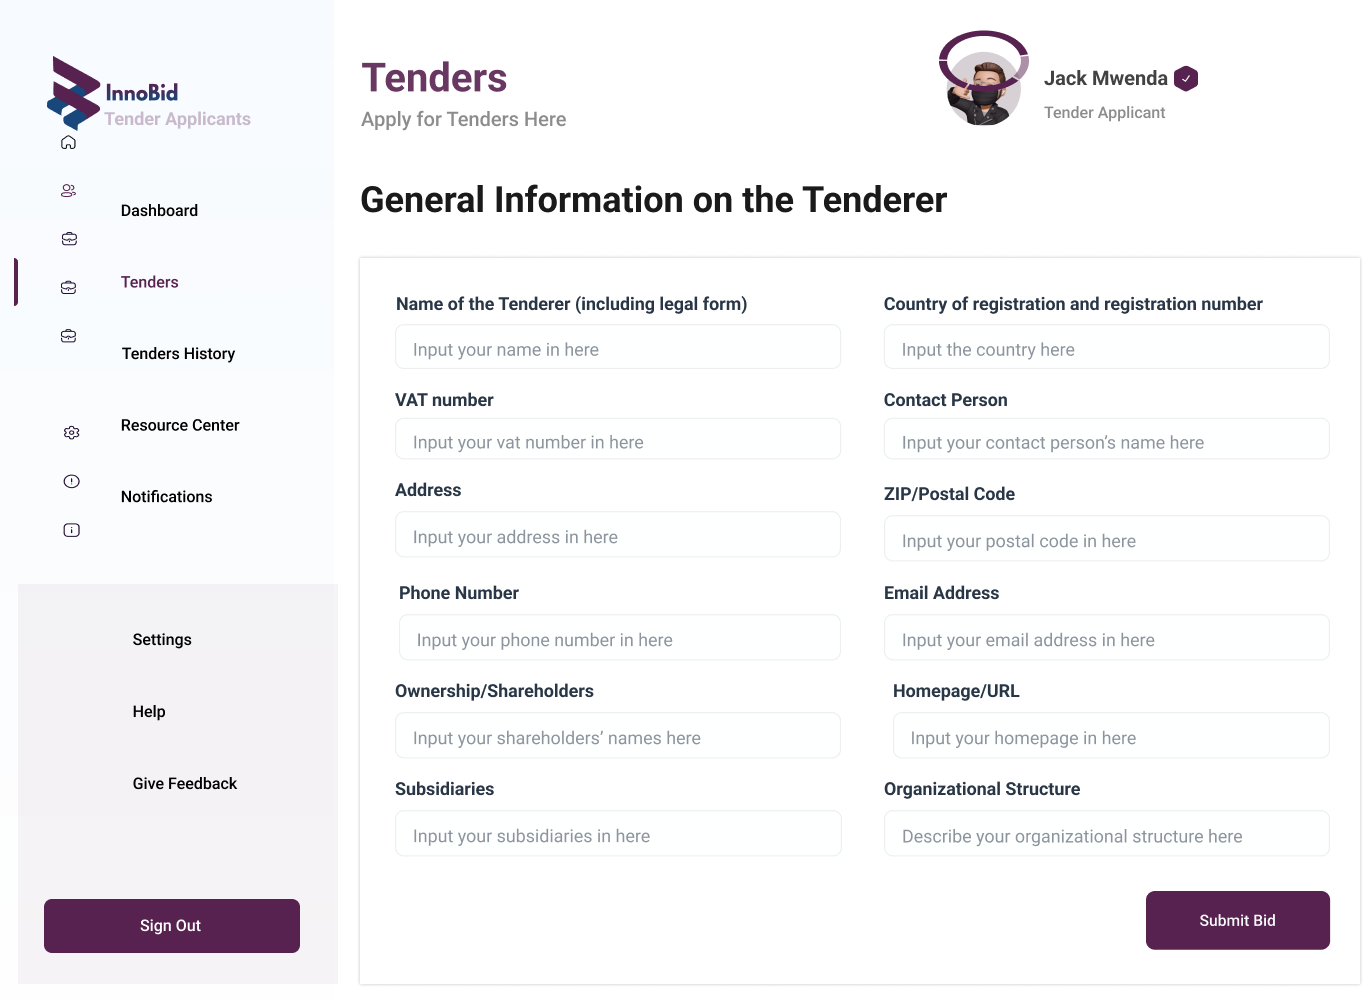 InnoBid
Tender Applicants
Dashboard
Tenders
Tenders History
Resource Center
Notifications
Settings
Help
Give Feedback
Sign Out
Tenders
Apply for Tenders Here
Jack Mwenda
Tender Applicant
General Information on the Tenderer
Name of the Tenderer (including legal form)
Input your name in here
Country of registration and registration number
Input the country here
VAT number
Input your vat number in here
Contact Person
Input your contact person’s name here
Address
Input your address in here
ZIP/Postal Code
Input your postal code in here
Phone Number
Input your phone number in here
Email Address
Input your email address in here
Ownership/Shareholders
Input your shareholders’ names here
Homepage/URL
Input your homepage in here
Subsidiaries
Input your subsidiaries in here
Organizational Structure
Describe your organizational structure here
Submit Bid